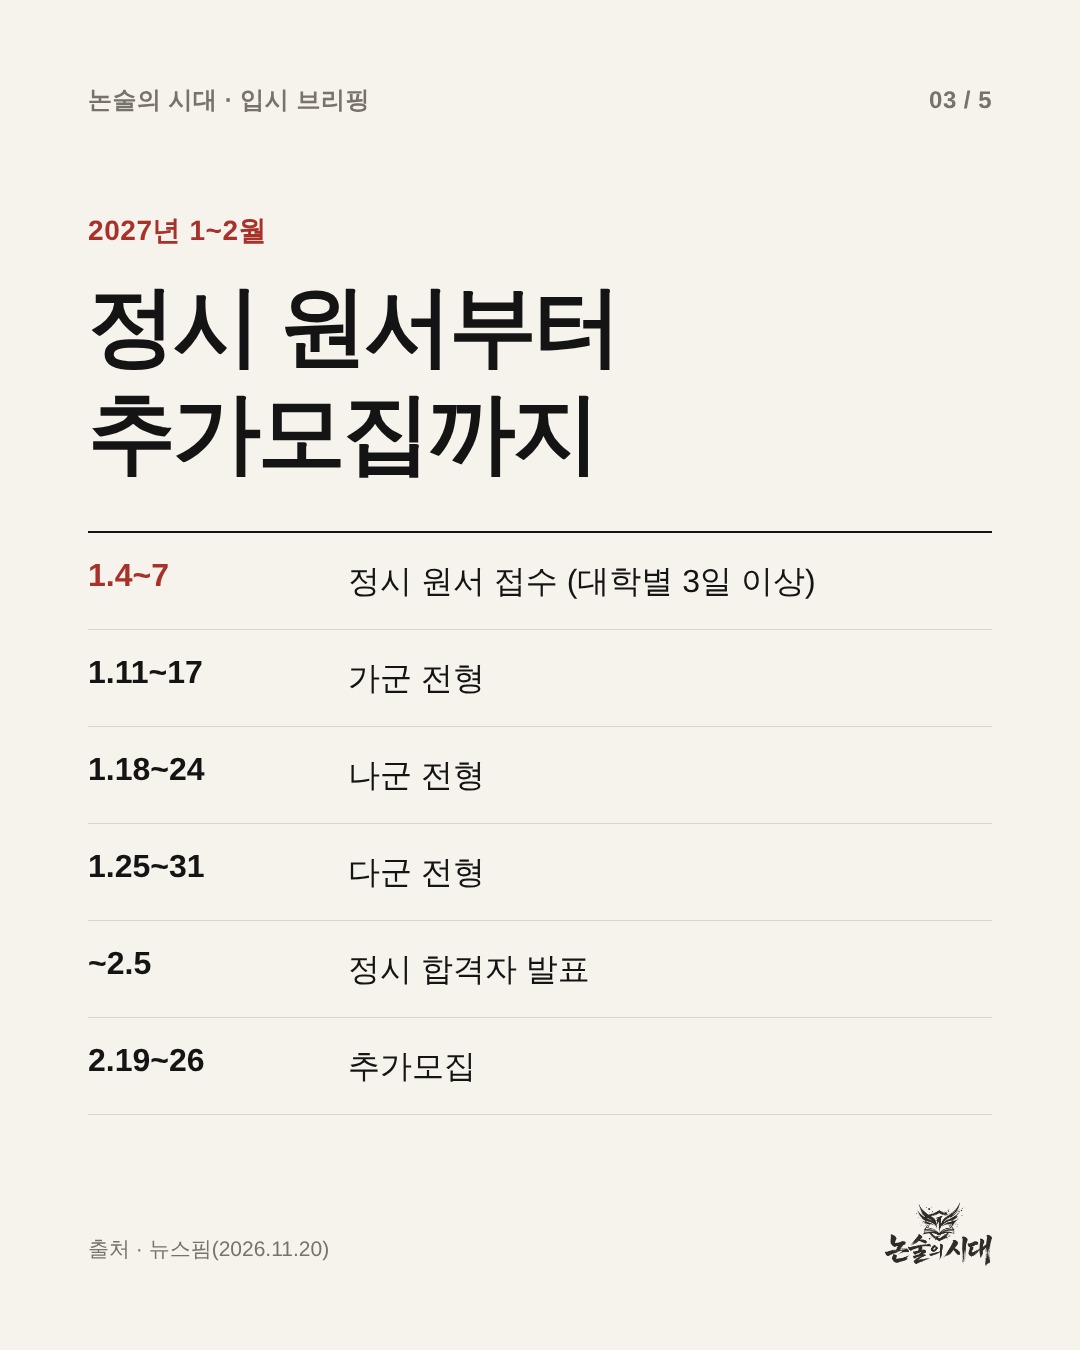 논술의 시대 · 입시 브리핑
03 / 5
2027년 1~2월
정시 원서부터
추가모집까지
1.4~7 정시 원서 접수 (대학별 3일 이상)
1.11~17 가군 전형
1.18~24 나군 전형
1.25~31 다군 전형
~2.5 정시 합격자 발표
2.19~26 추가모집
출처 · 뉴스핌(2026.11.20)
논술의시대